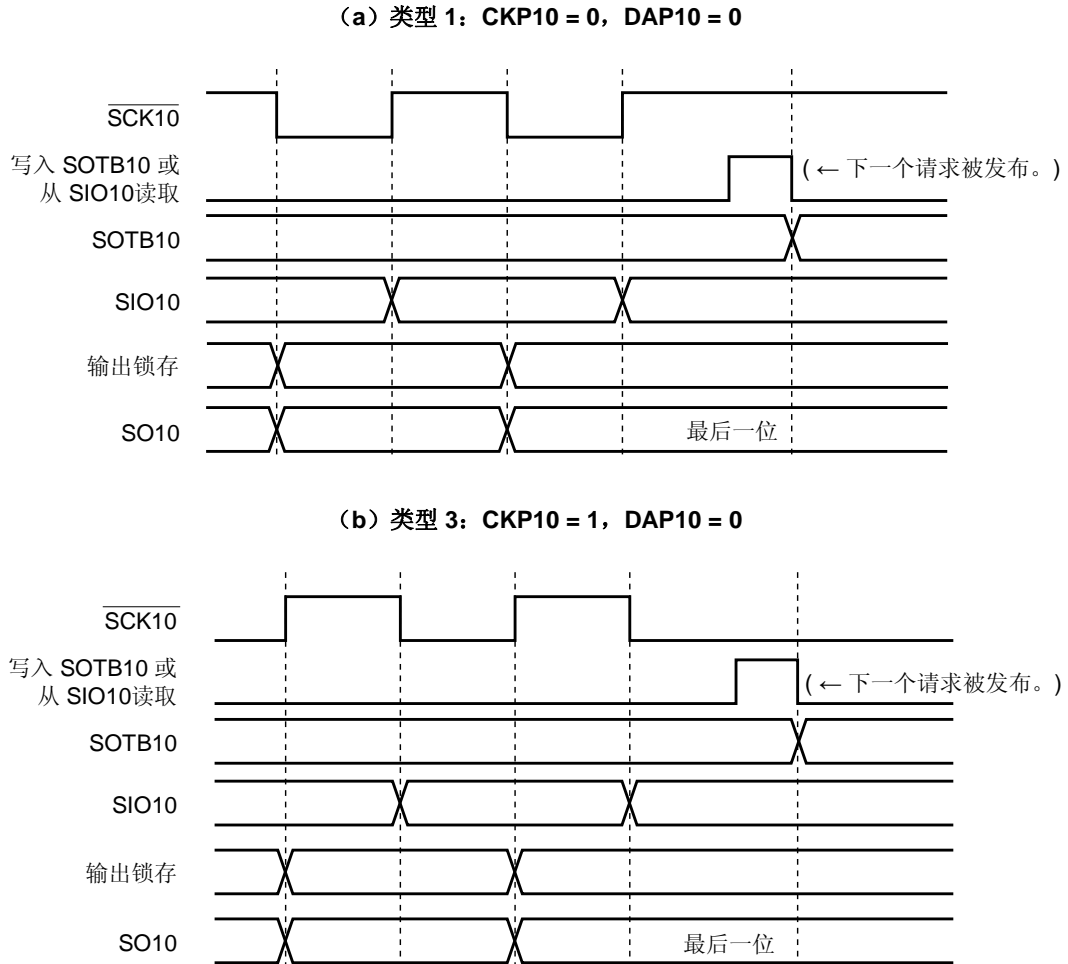 （a）类型 1：CKP10 = 0，DAP10 = 0
SCK10
写入 SOTB10 或
从 SIO10读取
( ← 下一个请求被发布。)
SOTB10
SIO10
输出锁存
SO10
最后一位
（b）类型 3：CKP10 = 1，DAP10 = 0
SCK10
写入 SOTB10 或
从 SIO10读取
( ← 下一个请求被发布。)
SOTB10
SIO10
输出锁存
SO10
最后一位